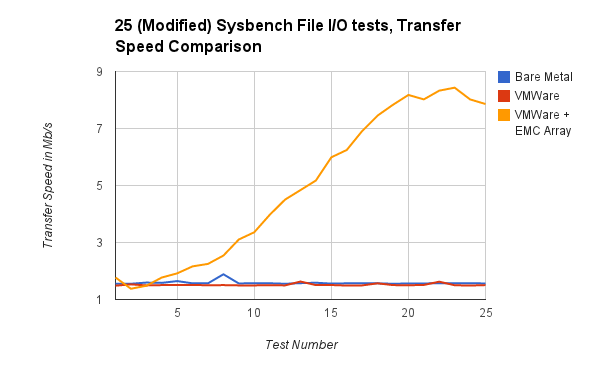 25 (Modified) Sysbench File I/O tests, Transfer
Speed Comparison
9
7
5
3
1
Transfer Speed in Mb/s
5
10
15
20
25
Test Number
Bare Metal
VMWare
VMWare +
EMC Array